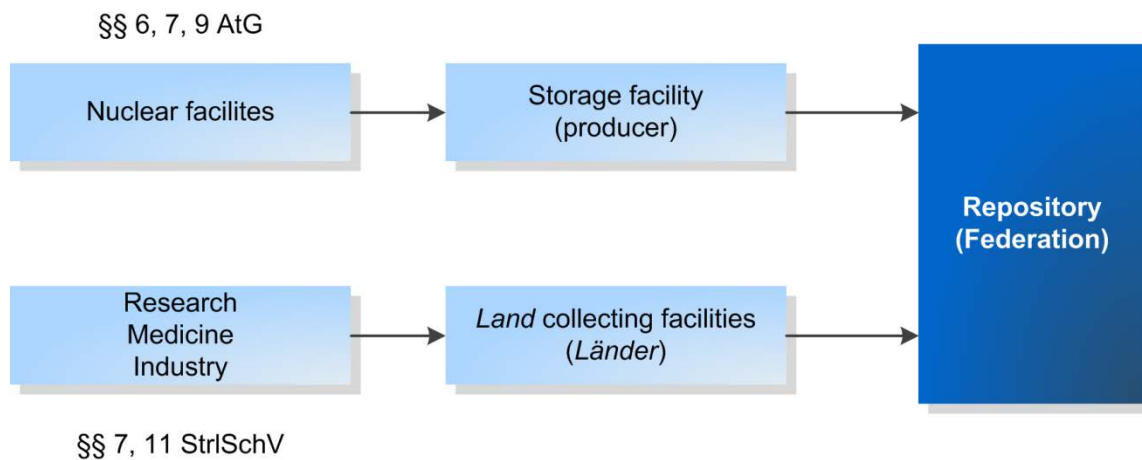 §§ 6, 7, 9 AtG
Nuclear facilites
Storage facility
(producer)
Repository
(Federation)
Research
Medicine
Industry
Land collecting facilities
(Länder)
§§ 7, 11 StrlSchV